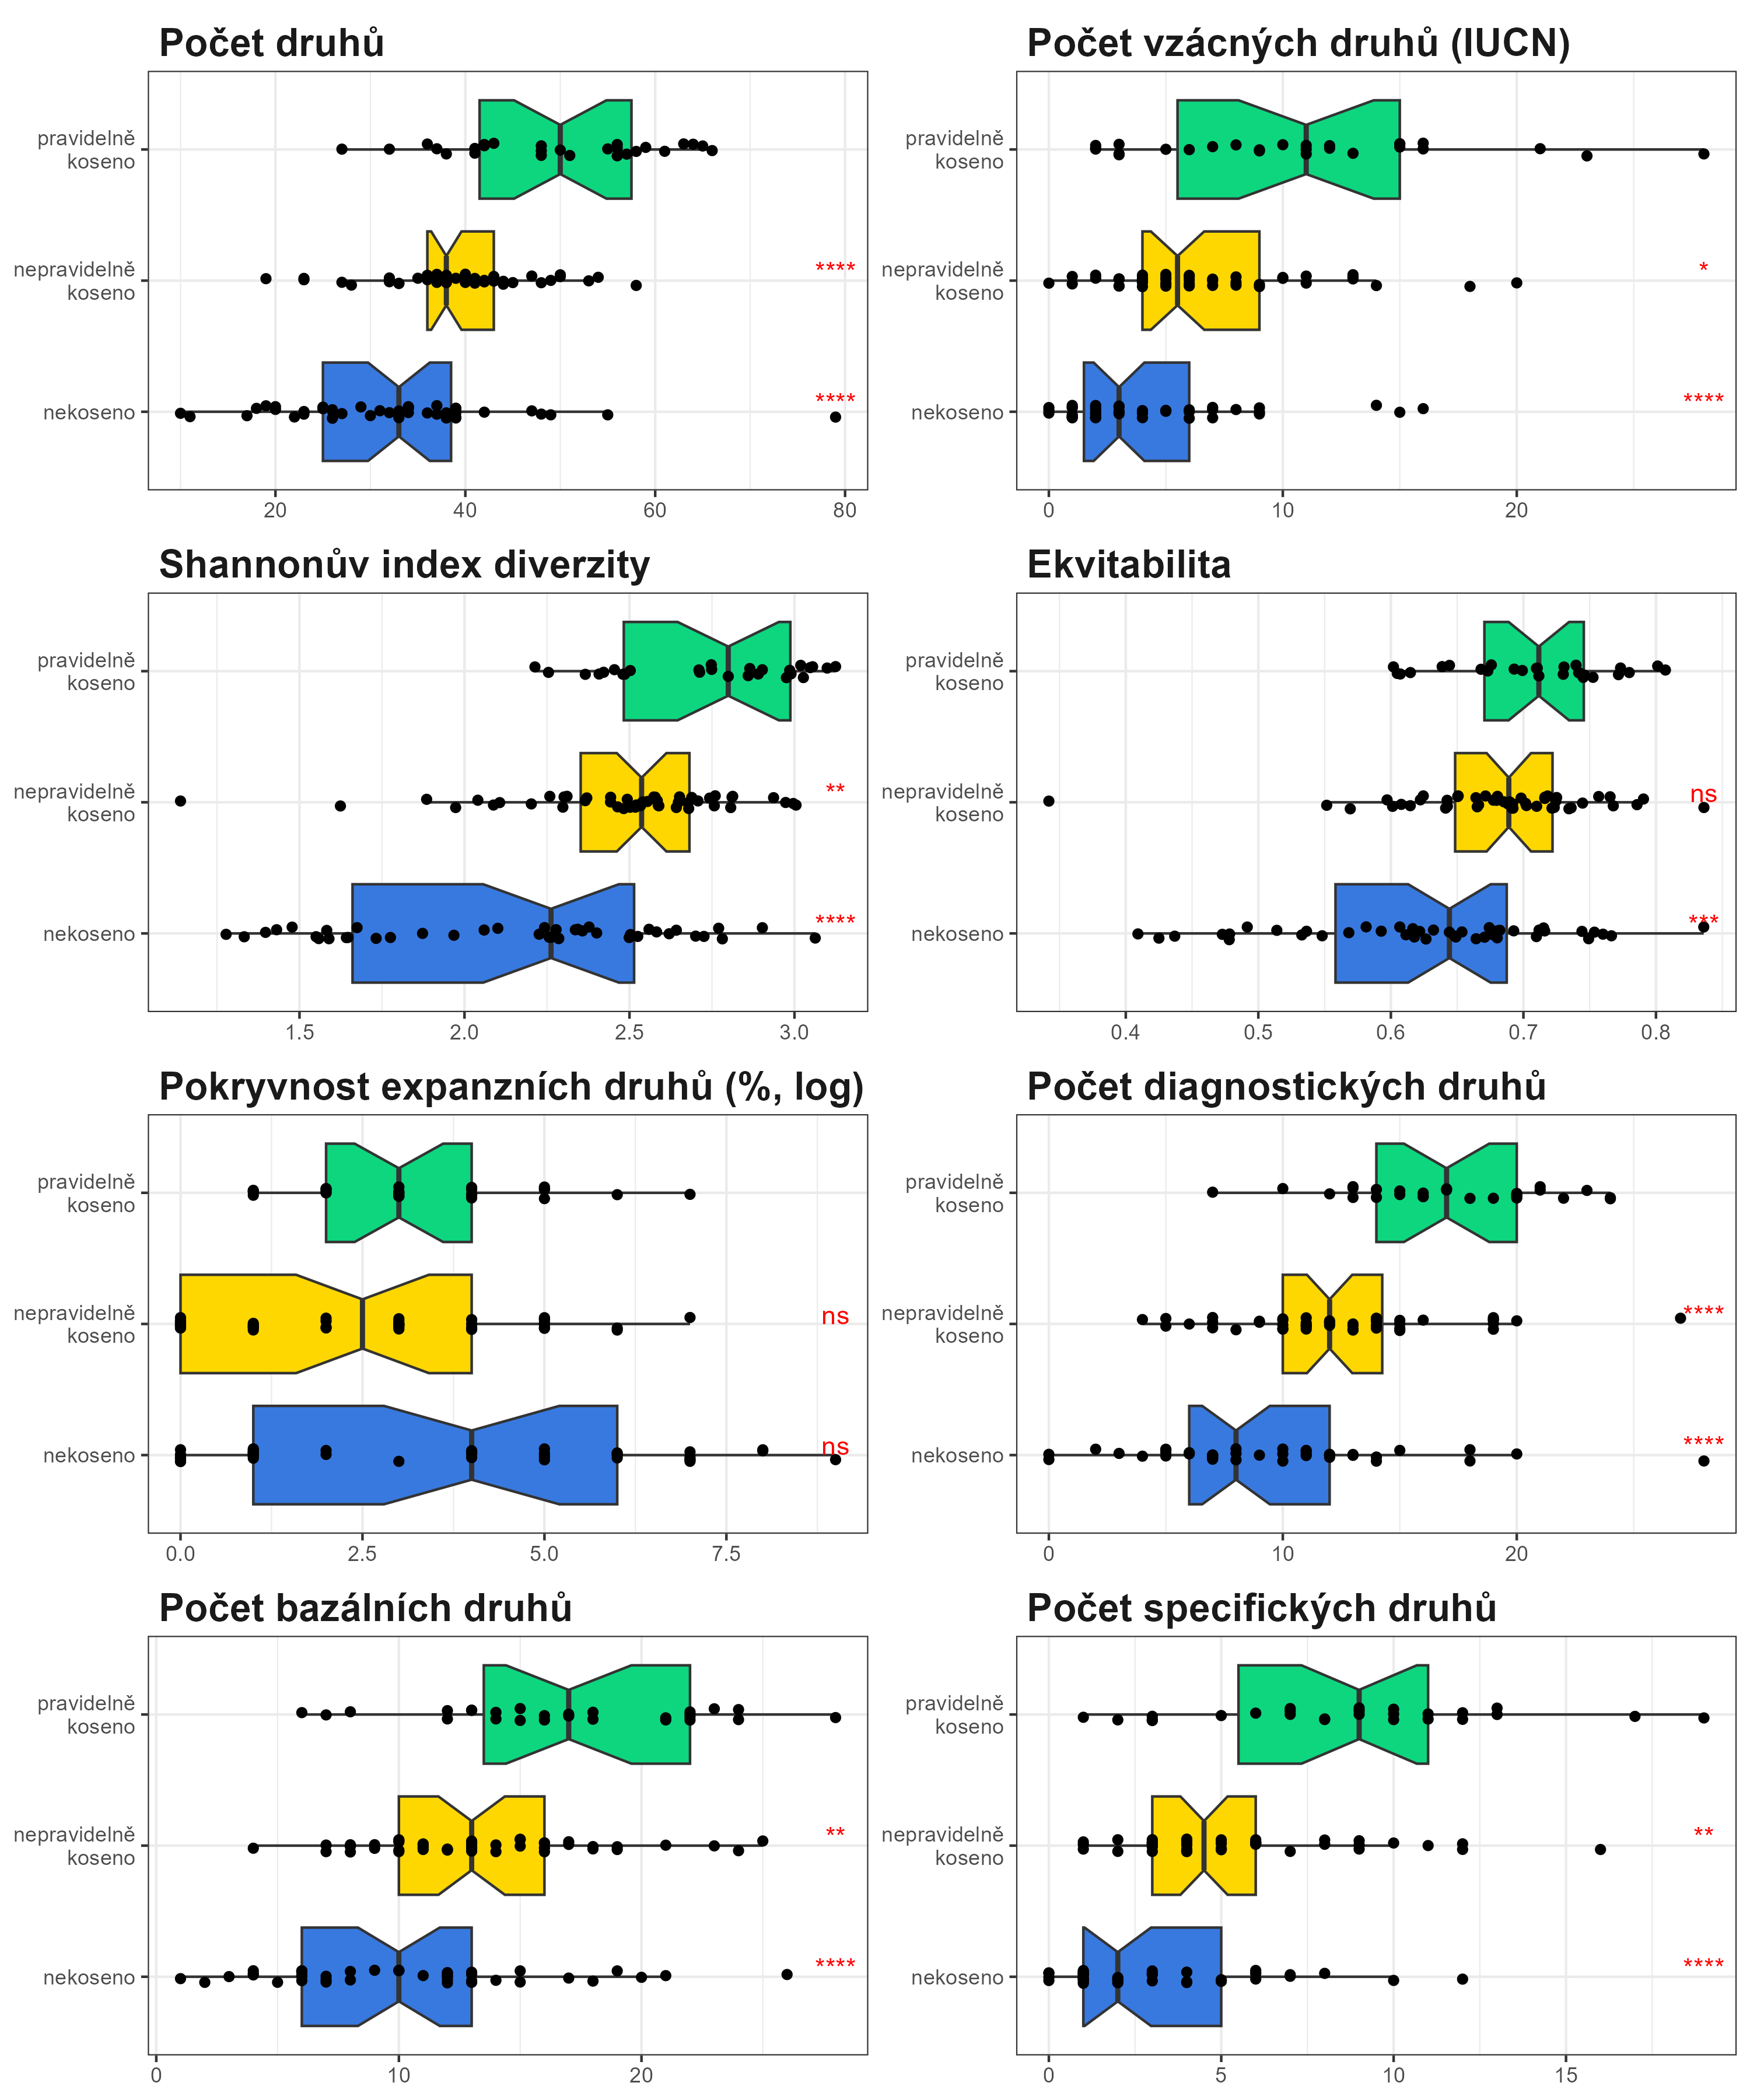 Počet druhů
pravidelně
koseno
nepravidelně
koseno
****
nekoseno
****
20 40 60 80
Počet vzácných druhů (IUCN)
pravidelně
koseno
nepravidelně
koseno
*
nekoseno
****
0 10 20
Shannonův index diverzity
pravidelně
koseno
nepravidelně
koseno
**
nekoseno
****
1.5 2.0 2.5 3.0
Ekvitabilita
pravidelně
koseno
nepravidelně
koseno
ns
nekoseno
***
0.4 0.5 0.6 0.7 0.8
Pokryvnost expanzních druhů (%, log)
pravidelně
koseno
nepravidelně
koseno
ns
nekoseno
ns
0.0 2.5 5.0 7.5
Počet diagnostických druhů
pravidelně
koseno
nepravidelně
koseno
****
nekoseno
****
0 10 20
Počet bazálních druhů
pravidelně
koseno
nepravidelně
koseno
**
nekoseno
****
0 10 20
Počet specifických druhů
pravidelně
koseno
nepravidelně
koseno
**
nekoseno
****
0 5 10 15